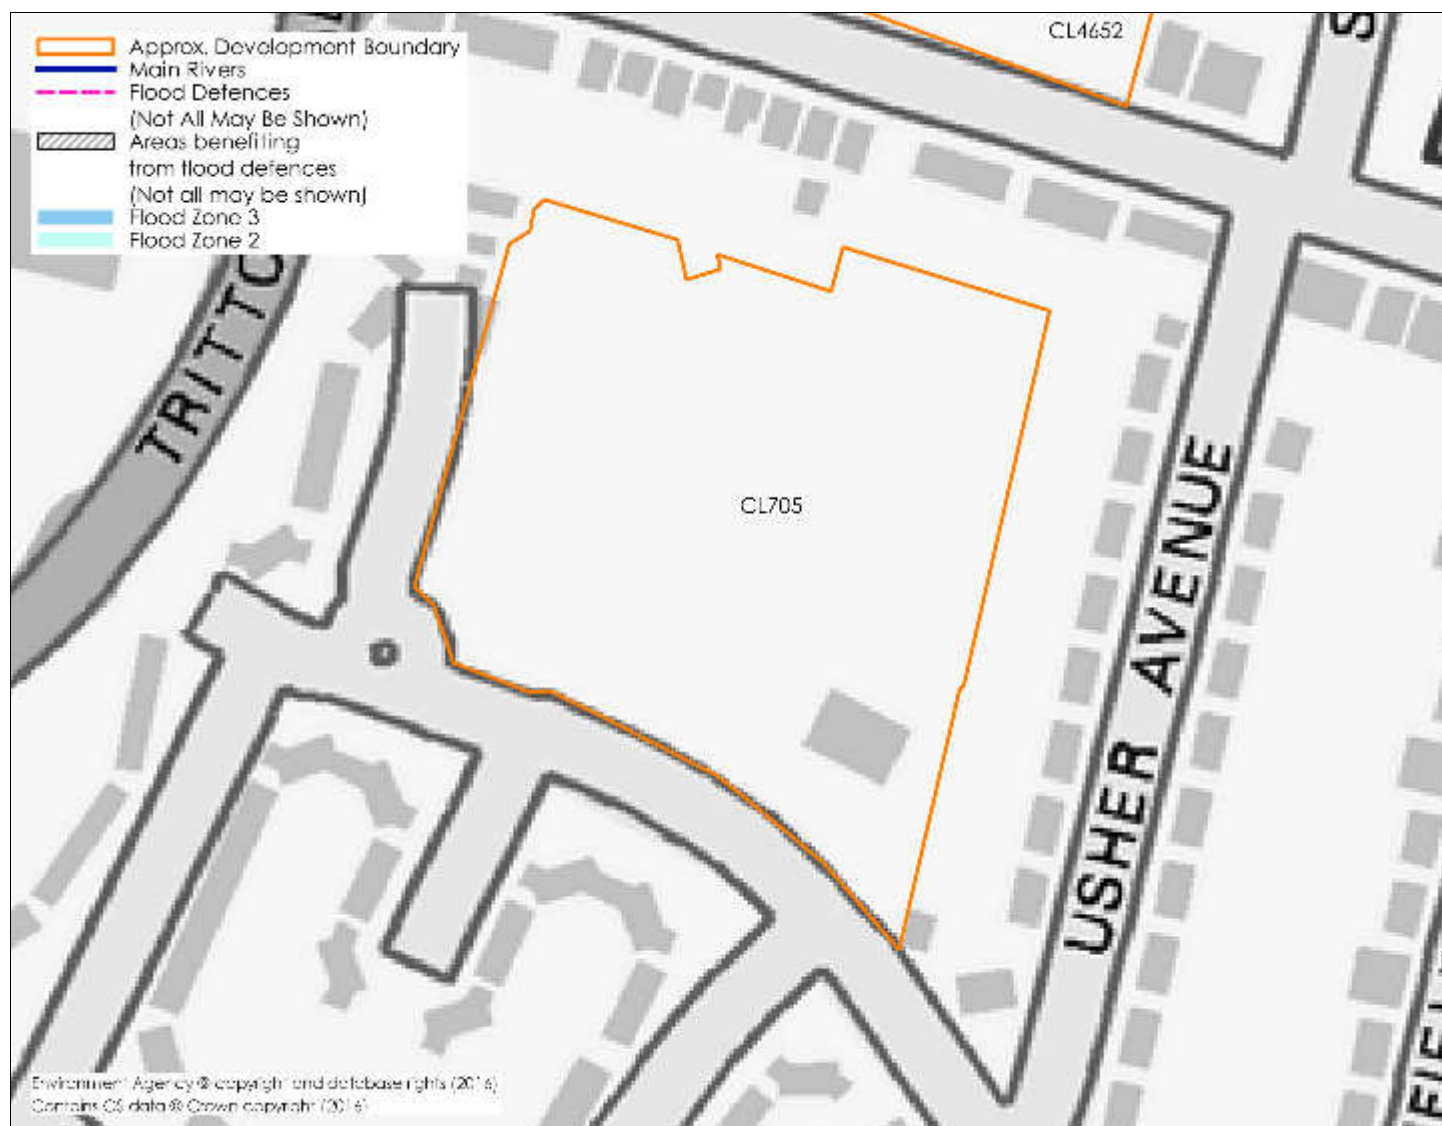 CL4652
Approx. Development Boundary
Main Rivers
Flood Defences
(Not All May Be Shown)
Areas benefiting
from flood defences
(Not all may be shown)
Flood Zone 3
Flood Zone 2
CL705
USHER AVENUE
Environment Agency © copyright and database rights (2016)
Contains OS data © Crown copyright (2016)